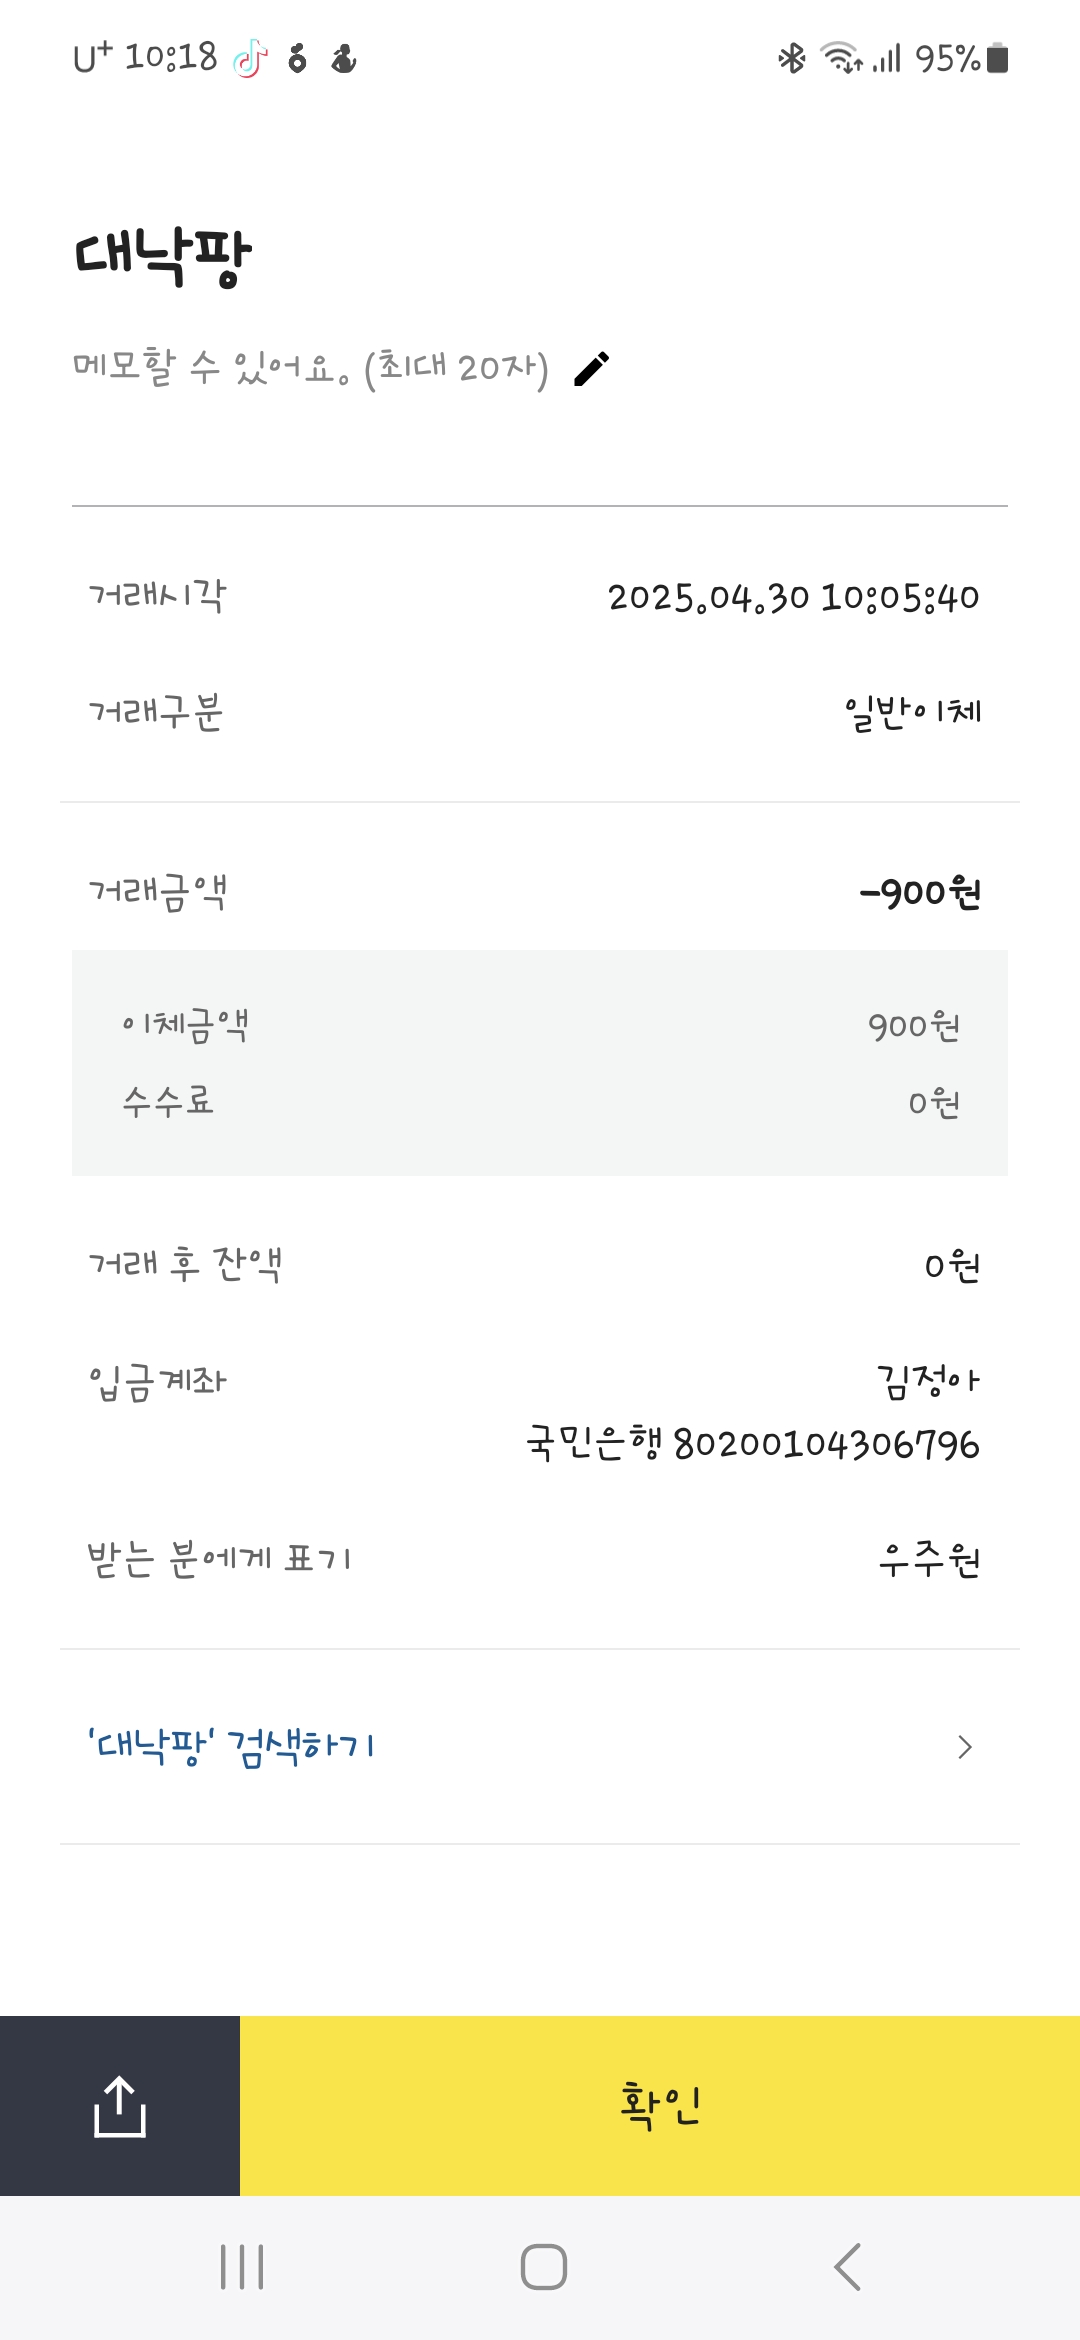 U⁺ 10:18 95%
대낙팡
메모할 수 있어요. (최대 20자)
거래시각 2025.04.30 10:05:40
거래구분 일반이체
거래금액 -900원
이체금액 900원
수수료 0원
거래 후 잔액 0원
입금계좌 김정아
국민은행 80200104306796
받는 분에게 표기 우주원
'대낙팡' 검색하기
확인